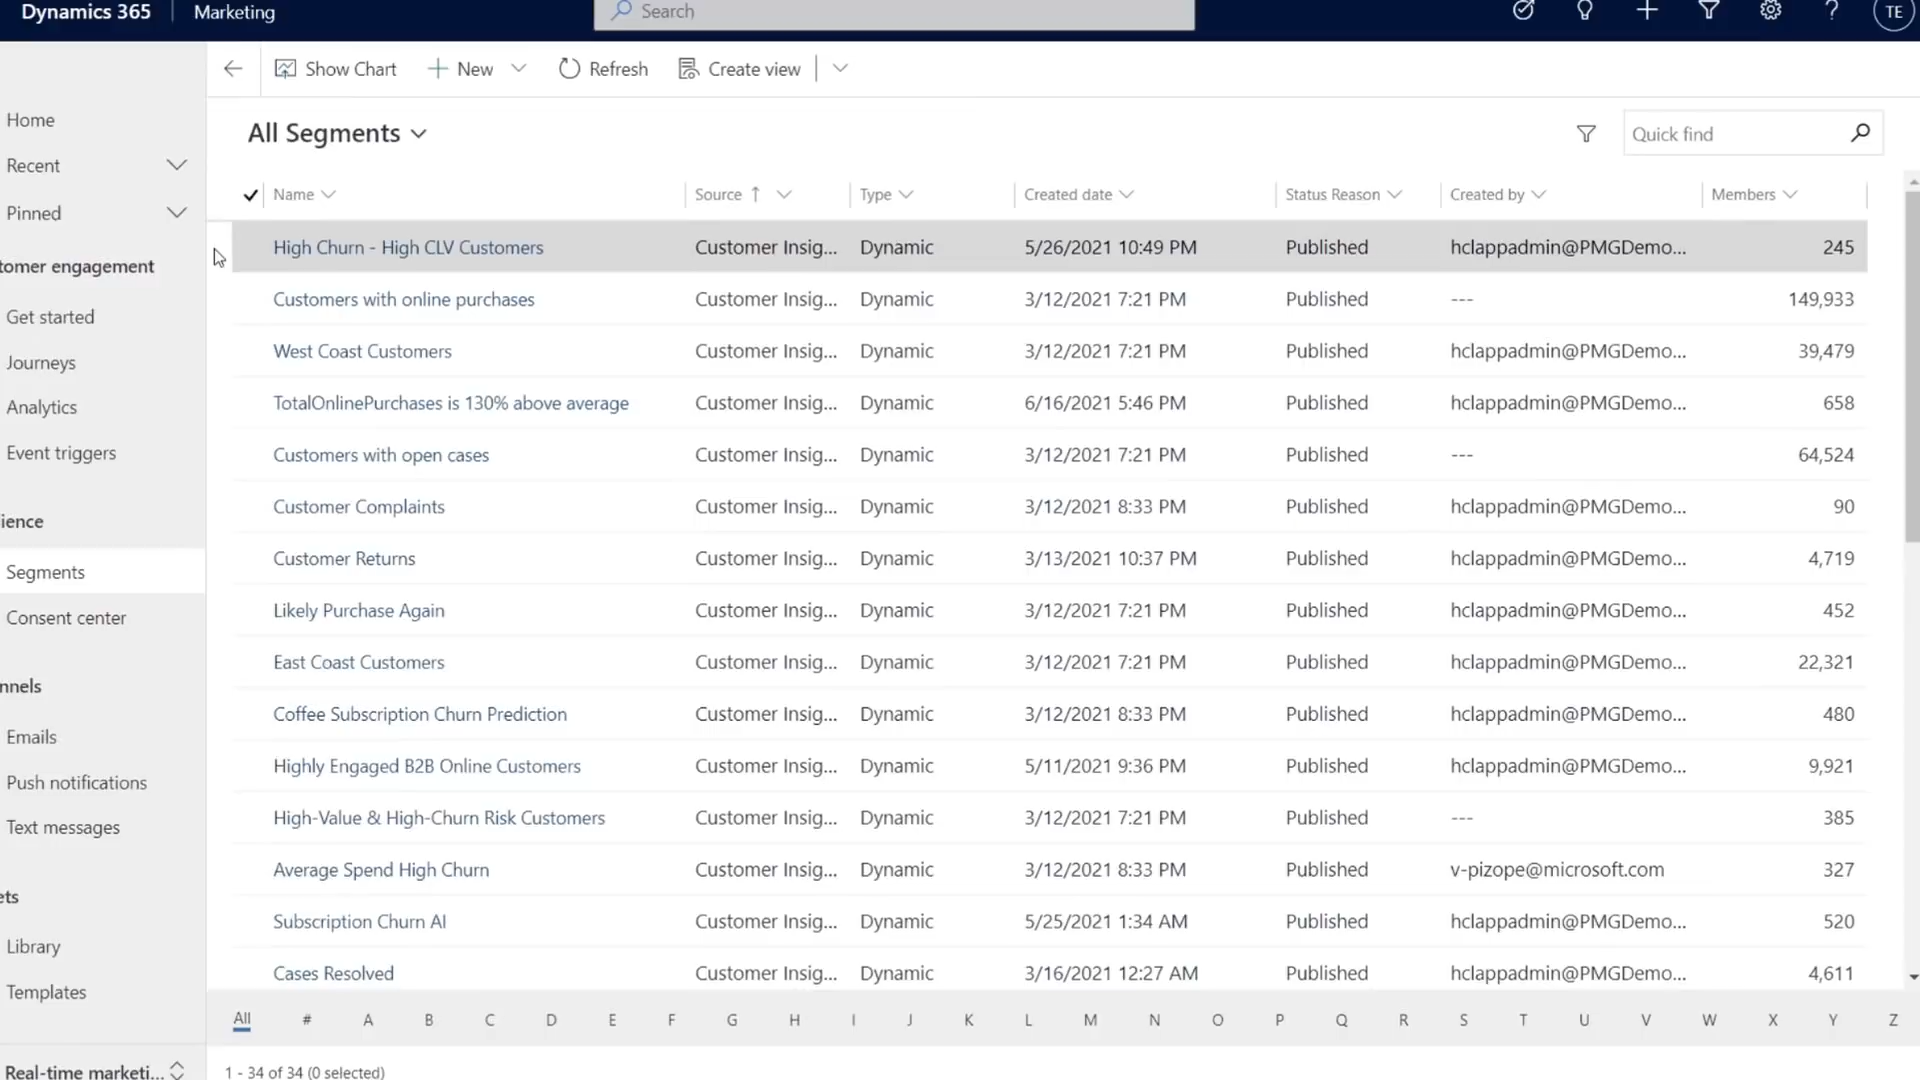 Dynamics 365 Marketing Search TE
Show Chart New Refresh Create view
Home
Recent
Pinned
tomer engagement
Get started
Journeys
Analytics
Event triggers
ience
Segments
Consent center
nnels
Emails
Push notifications
Text messages
ets
Library
Templates
Real-time marketi...
All Segments Quick find
Name Source Type Created date Status Reason Created by Members
High Churn - High CLV Customers Customer Insig... Dynamic 5/26/2021 10:49 PM Published hclappadmin@PMGDemo... 245
Customers with online purchases Customer Insig... Dynamic 3/12/2021 7:21 PM Published --- 149,933
West Coast Customers Customer Insig... Dynamic 3/12/2021 7:21 PM Published hclappadmin@PMGDemo... 39,479
TotalOnlinePurchases is 130% above average Customer Insig... Dynamic 6/16/2021 5:46 PM Published hclappadmin@PMGDemo... 658
Customers with open cases Customer Insig... Dynamic 3/12/2021 7:21 PM Published --- 64,524
Customer Complaints Customer Insig... Dynamic 3/12/2021 8:33 PM Published hclappadmin@PMGDemo... 90
Customer Returns Customer Insig... Dynamic 3/13/2021 10:37 PM Published hclappadmin@PMGDemo... 4,719
Likely Purchase Again Customer Insig... Dynamic 3/12/2021 7:21 PM Published hclappadmin@PMGDemo... 452
East Coast Customers Customer Insig... Dynamic 3/12/2021 7:21 PM Published hclappadmin@PMGDemo... 22,321
Coffee Subscription Churn Prediction Customer Insig... Dynamic 3/12/2021 8:33 PM Published hclappadmin@PMGDemo... 480
Highly Engaged B2B Online Customers Customer Insig... Dynamic 5/11/2021 9:36 PM Published hclappadmin@PMGDemo... 9,921
High-Value & High-Churn Risk Customers Customer Insig... Dynamic 3/12/2021 7:21 PM Published --- 385
Average Spend High Churn Customer Insig... Dynamic 3/12/2021 8:33 PM Published v-pizope@microsoft.com 327
Subscription Churn AI Customer Insig... Dynamic 5/25/2021 1:34 AM Published hclappadmin@PMGDemo... 520
Cases Resolved Customer Insig... Dynamic 3/16/2021 12:27 AM Published hclappadmin@PMGDemo... 4,611
All # A B C D E F G H I J K L M N O P Q R S T U V W X Y Z
1 - 34 of 34 (0 selected)